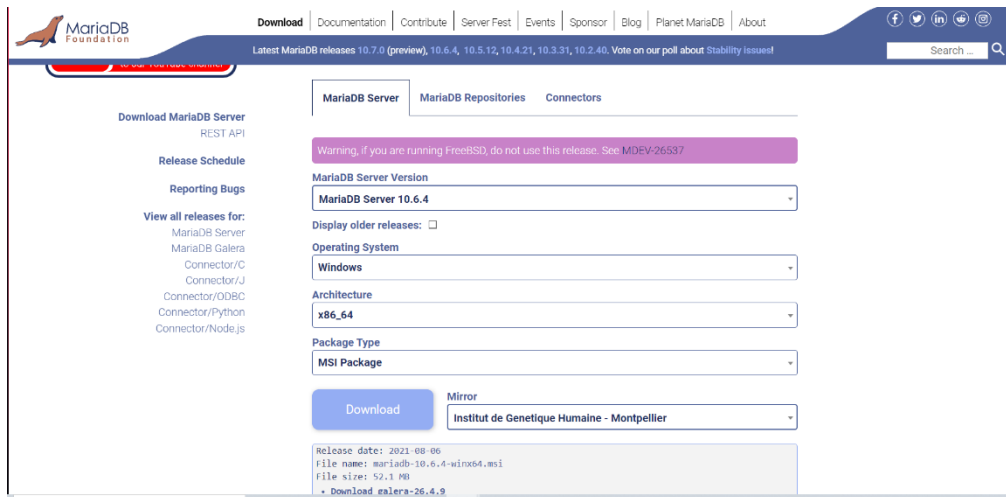 MariaDB
Foundation
Download Documentation Contribute Server Fest Events Sponsor Blog Planet MariaDB About
Latest MariaDB releases 10.7.0 (preview), 10.6.4, 10.5.12, 10.4.21, 10.3.31, 10.2.40. Vote on our poll about Stability issues!
Search ...
to our YouTube channel
MariaDB Server MariaDB Repositories Connectors
Download MariaDB Server
REST API
Release Schedule
Reporting Bugs
View all releases for:
MariaDB Server
MariaDB Galera
Connector/C
Connector/J
Connector/ODBC
Connector/Python
Connector/Node.js
Warning, if you are running FreeBSD, do not use this release. See MDEV-26537
MariaDB Server Version
MariaDB Server 10.6.4
Display older releases:
Operating System
Windows
Architecture
x86_64
Package Type
MSI Package
Download
Mirror
Institut de Genetique Humaine - Montpellier
Release date: 2021-08-06
File name: mariadb-10.6.4-winx64.msi
File size: 52.1 MB
• Download galera-26.4.9